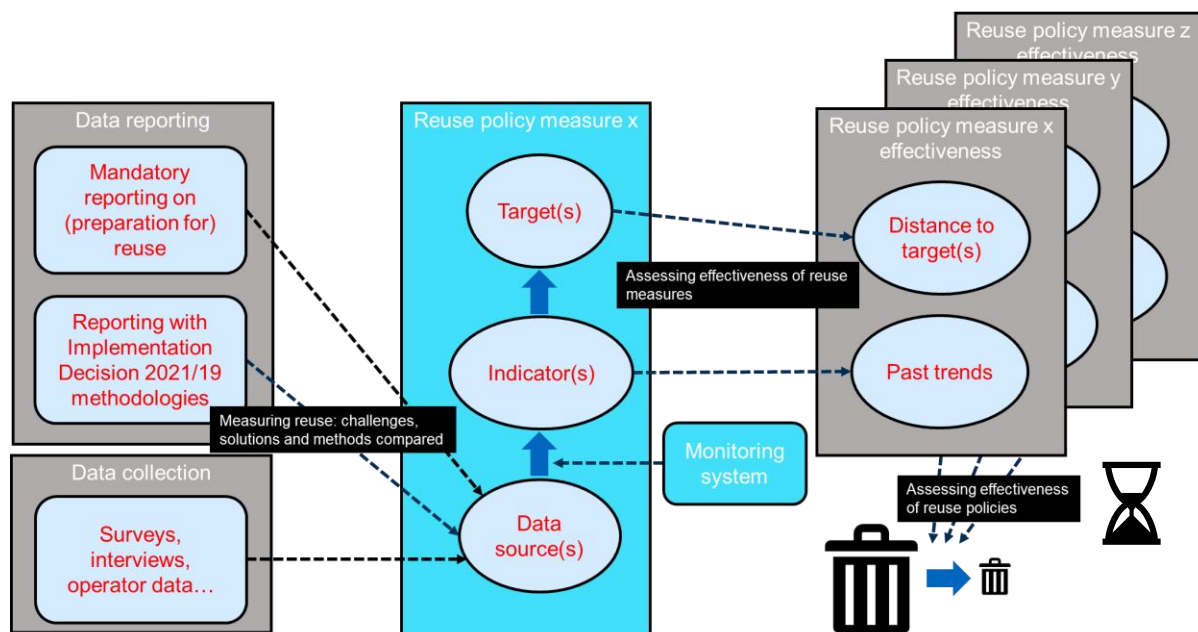 Data reporting
Mandatory
reporting on
(preparation for)
reuse
Reporting with
Implementation
Decision 2021/19
methodologies
Data collection
Surveys,
interviews,
operator data…
Measuring reuse: challenges,
solutions and methods compared
Reuse policy measure x
Target(s)
Indicator(s)
Data
source(s)
Monitoring
system
Assessing effectiveness of reuse
measures
Reuse policy measure z
effectiveness
Reuse policy measure y
effectiveness
Reuse policy measure x
effectiveness
Distance to
target(s)
Past trends
Assessing effectiveness
of reuse policies